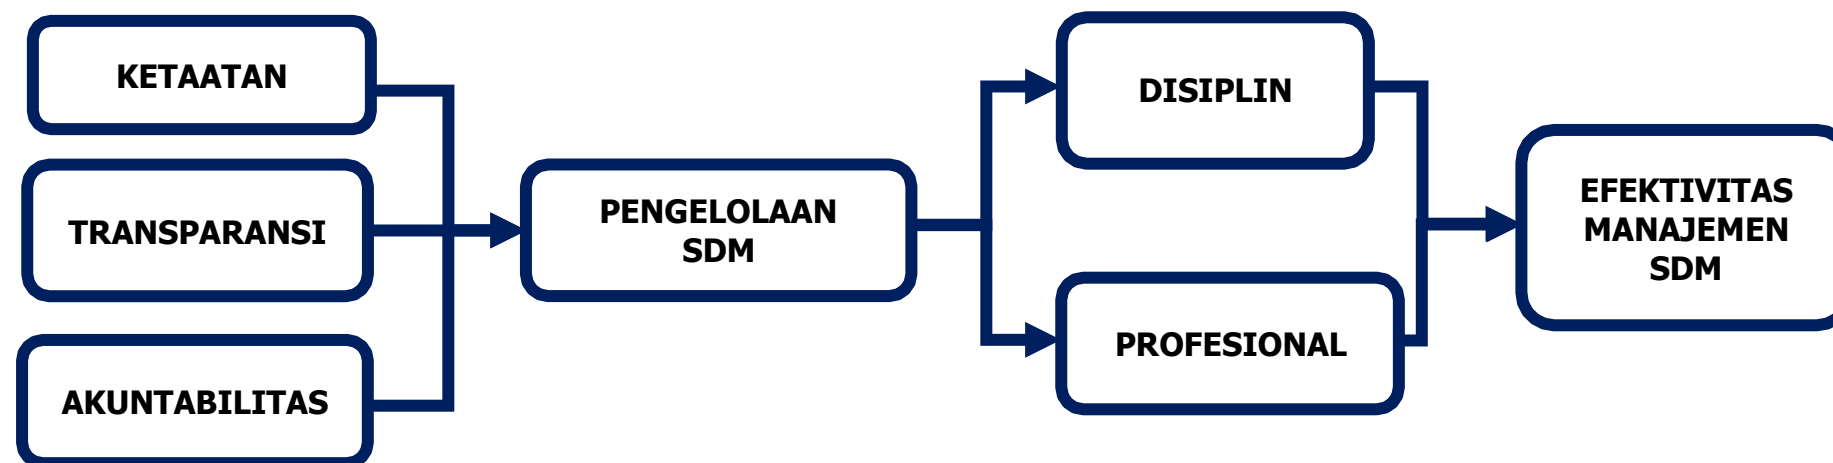 KETAATAN
TRANSPARANSI
AKUNTABILITAS
PENGELOLAAN
SDM
DISIPLIN
PROFESIONAL
EFEKTIVITAS
MANAJEMEN
SDM